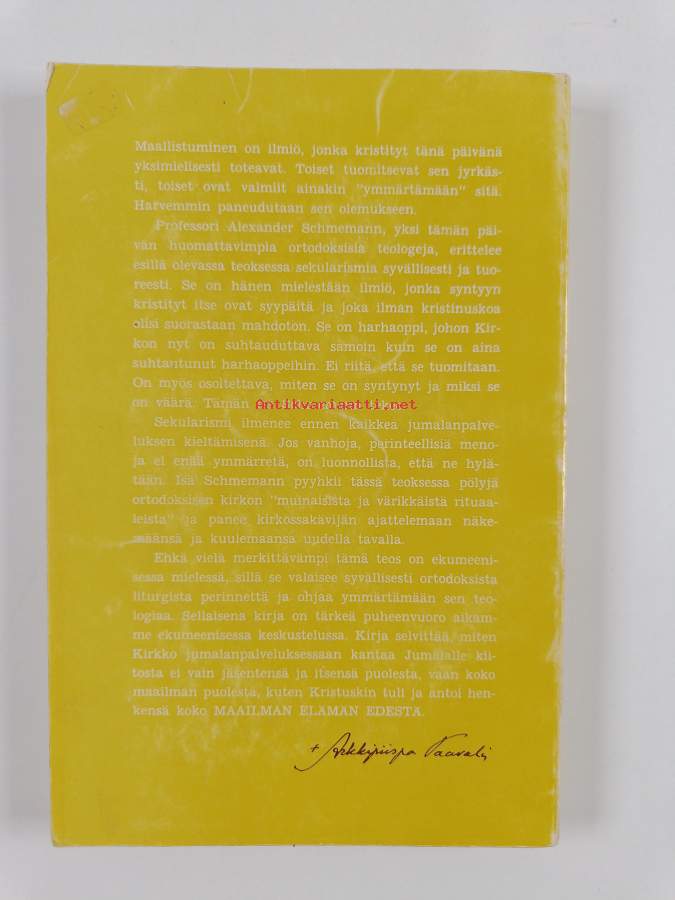 Maallistuminen on ilmiö, jonka kristityt tänä päivänä
yksimielisesti toteavat. Toiset tuomitsevat sen jyrkäs-
ti, toiset ovat valmiit ainakin "ymmärtämään" sitä.
Harvemmin paneudutaan sen olemukseen.
Professori Alexander Schmemann, yksi tämän päi-
vän huomattavimpia ortodoksisia teologeja, erittelee
esillä olevassa teoksessa sekularismia syvällisesti ja tuo-
reesti. Se on hänen mielestään ilmiö, jonka syntyyn
kristityt itse ovat syypäitä ja joka ilman kristinuskoa
olisi suorastaan mahdoton. Se on harhaoppi, johon Kir-
kon nyt on suhtauduttava samoin kuin se on aina
suhtautunut harhaoppeihin. Ei riitä, että se tuomitaan.
On myös osoitettava, miten se on syntynyt ja miksi se
on väärä. Tämän
Antikvariaatti.net
Sekularismi ilmenee ennen kaikkea jumalanpalve-
luksen kieltämisenä. Jos vanhoja, perinteellisiä meno-
ja ei enää ymmärretä, on luonnollista, että ne hylä-
tään. Isä Schmemann pyyhkii tässä teoksessa pölyjä
ortodoksisen kirkon "muinaisista ja värikkäistä rituaa-
leista" ja panee kirkossakävijän ajattelemaan näke-
määnsä ja kuulemaansa uudella tavalla.
Ehkä vielä merkittävämpi tämä teos on ekumeeni-
sessa mielessä, sillä se valaisee syvällisesti ortodoksista
liturgista perinnettä ja ohjaa ymmärtämään sen teo-
logiaa. Sellaisena kirja on tärkeä puheenvuoro aikam-
me ekumeenisessa keskustelussa. Kirja selvittää, miten
Kirkko jumalanpalveluksessaan kantaa Jumalalle kii-
tosta ei vain jäsentensä ja itsensä puolesta, vaan koko
maailman puolesta, kuten Kristuskin tuli ja antoi hen-
kensä koko MAAILMAN ELÄMÄN EDESTÄ.
+ Arkkipiispa Paavali